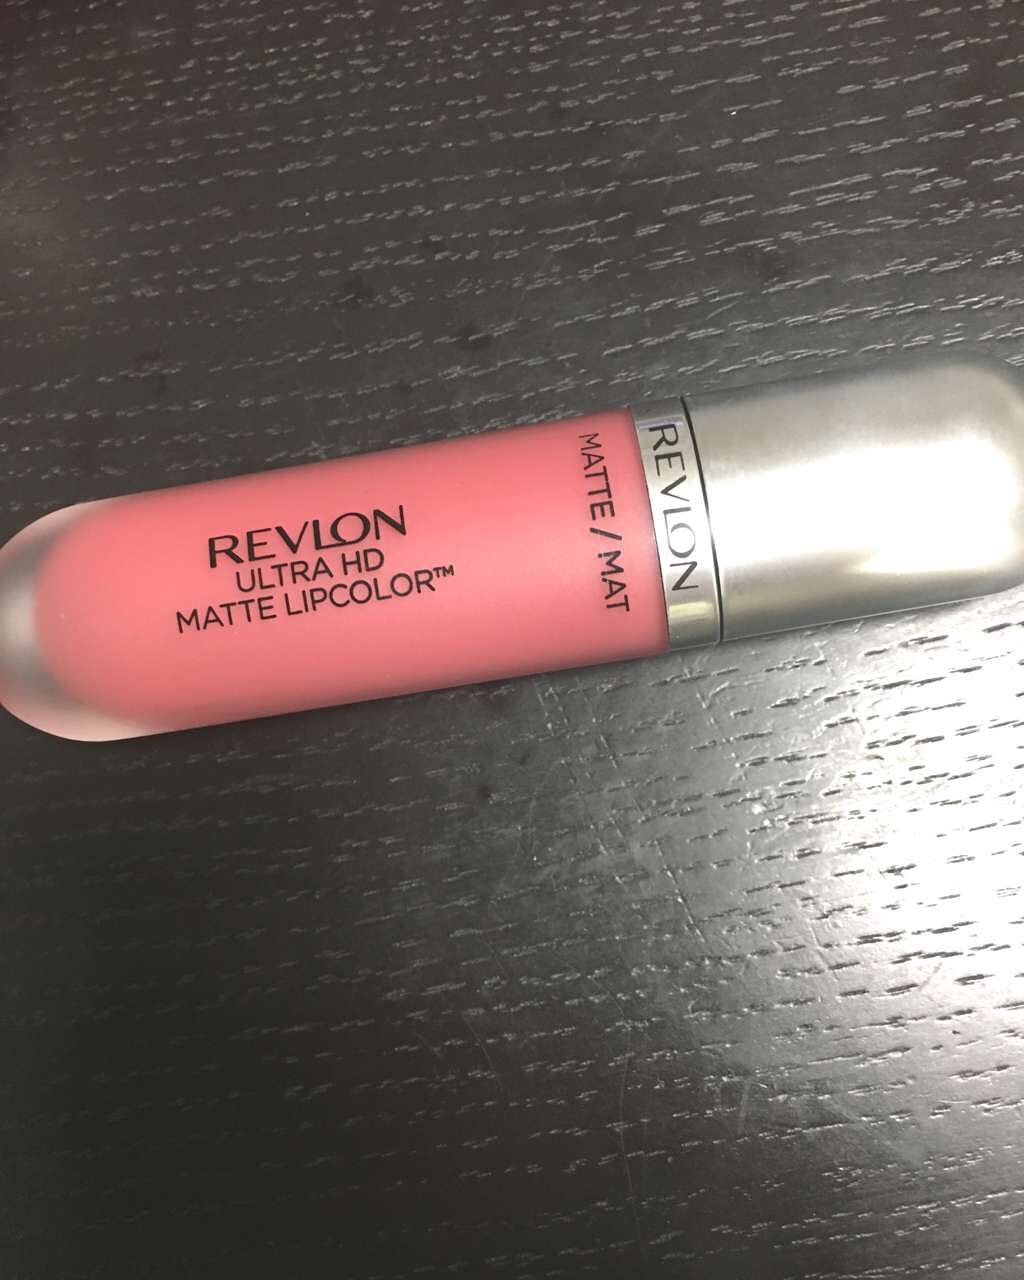 REVLON
ULTRA HD
MATTE LIPCOLOR™
MATTE / MAT
REVLON